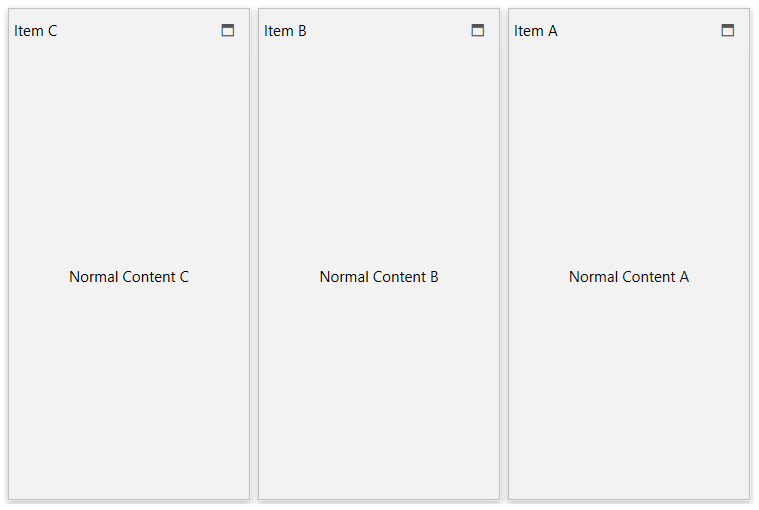 Item C
Normal Content C
Item B
Normal Content B
Item A
Normal Content A